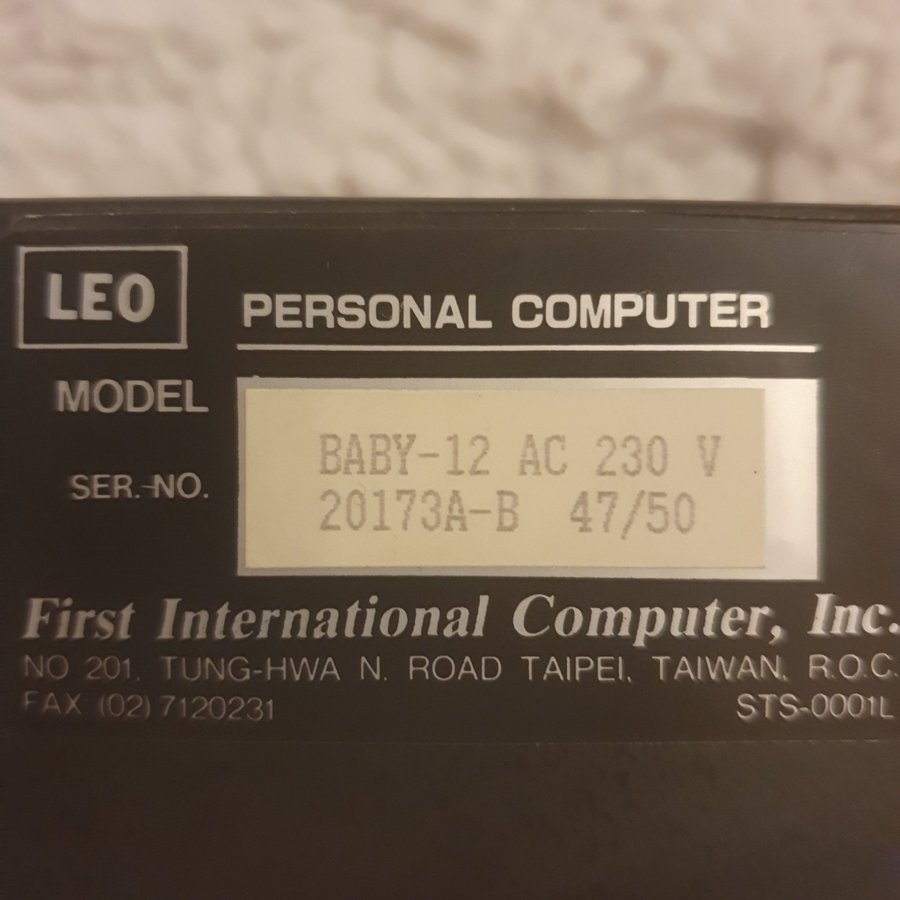 LEO
PERSONAL COMPUTER
MODEL
BABY-12 AC 230 V
SER.-NO.
20173A-B 47/50
First International Computer, Inc.
NO 201. TUNG-HWA N. ROAD TAIPEI, TAIWAN. R.O.C.
FAX (02) 7120231
STS-0001L